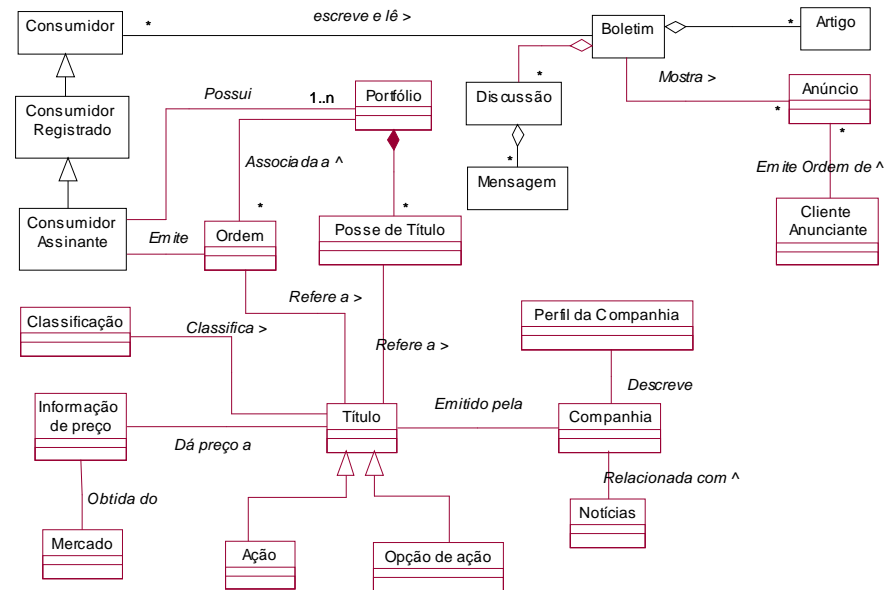 Consumidor
*
escreve e lê >
Boletim
*
Artigo
Mostra >
Anúncio
*
*
Consumidor
Registrado
Possui
1..n
Portfólio
Discussão
*
Associada a ^
*
Mensagem
Emite Ordem de ^
Cliente
Anunciante
Consumidor
Assinante
Emite
*
Ordem
*
Posse de Título
Refere a >
Classificação
Classifica >
Refere a >
Perfil da Companhia
Descreve
Informação
de preço
Título
Emitido pela
Companhia
Dá preço a
Relacionada com ^
Obtida do
Notícias
Mercado
Ação
Opção de ação